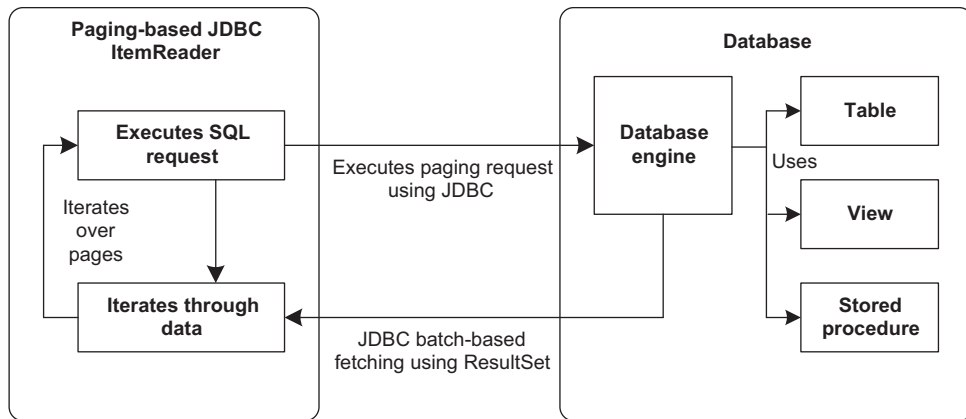 Paging-based JDBC
ItemReader
Executes SQL
request
Iterates
over
pages
Iterates through
data
Executes paging request
using JDBC
JDBC batch-based
fetching using ResultSet
Database
Database
engine
Uses
Table
View
Stored
procedure